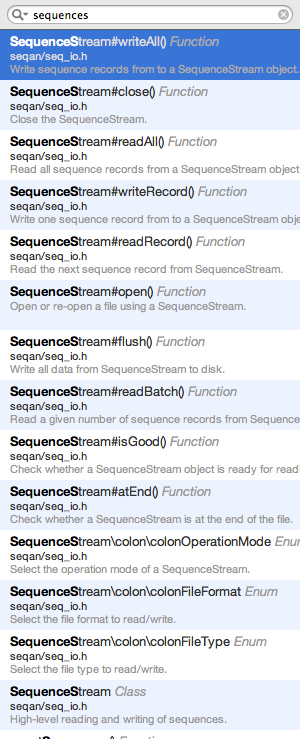 sequences
SequenceStream#writeAll() Function
seqan/seq_io.h
Write sequence records from to a SequenceStream object.
SequenceStream#close() Function
seqan/seq_io.h
Close the SequenceStream.
SequenceStream#readAll() Function
seqan/seq_io.h
Read all sequence records from a SequenceStream object
SequenceStream#writeRecord() Function
seqan/seq_io.h
Write one sequence record from to a SequenceStream obje
SequenceStream#readRecord() Function
seqan/seq_io.h
Read the next sequence record from SequenceStream.
SequenceStream#open() Function
Open or re-open a file using a SequenceStream.
SequenceStream#flush() Function
seqan/seq_io.h
Write all data from SequenceStream to disk.
SequenceStream#readBatch() Function
seqan/seq_io.h
Read a given number of sequence records from Sequence
SequenceStream#isGood() Function
seqan/seq_io.h
Check whether a SequenceStream object is ready for readi
SequenceStream#atEnd() Function
seqan/seq_io.h
Check whether a SequenceStream is at the end of the file.
SequenceStream\colon\colonOperationMode Enum
seqan/seq_io.h
Select the operation mode of a SequenceStream.
SequenceStream\colon\colonFileFormat Enum
seqan/seq_io.h
Select the file format to read/write.
SequenceStream\colon\colonFileType Enum
seqan/seq_io.h
Select the file type to read/write.
SequenceStream Class
seqan/seq_io.h
High-level reading and writing of sequences.